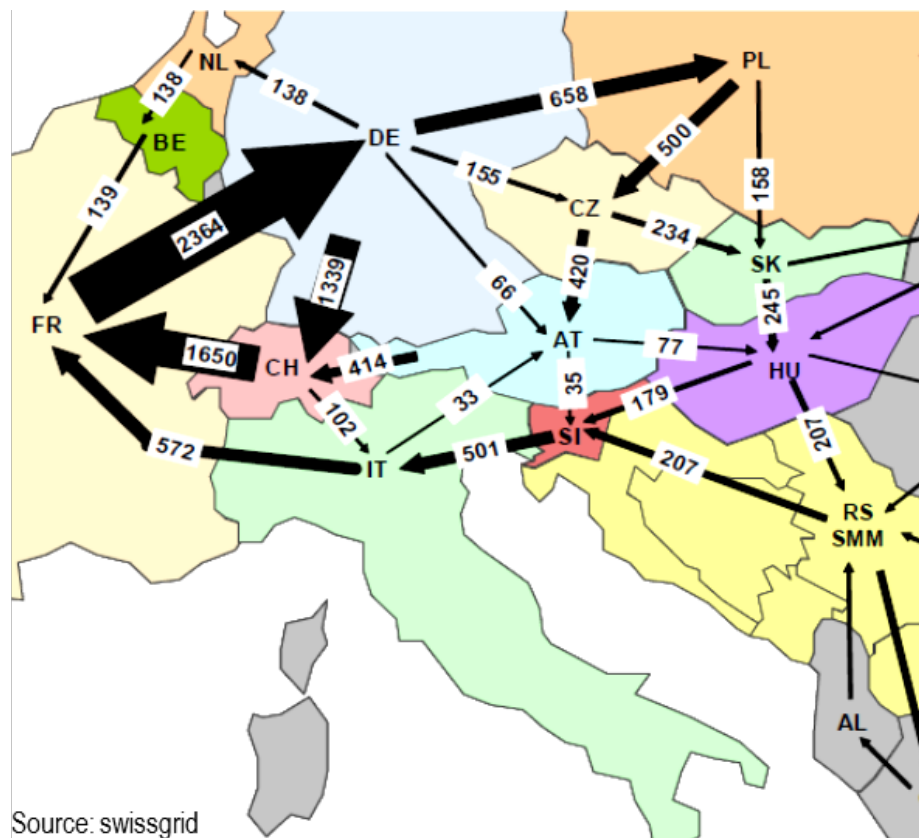 NL
PL
138
138
658
DE
BE
500
155
139
158
CZ
2364
234
SK
1339
66
420
245
FR
AT
77
1650
CH
414
HU
35
179
102
33
207
572
501
SI
IT
207
RS
SMM
AL
Source: swissgrid